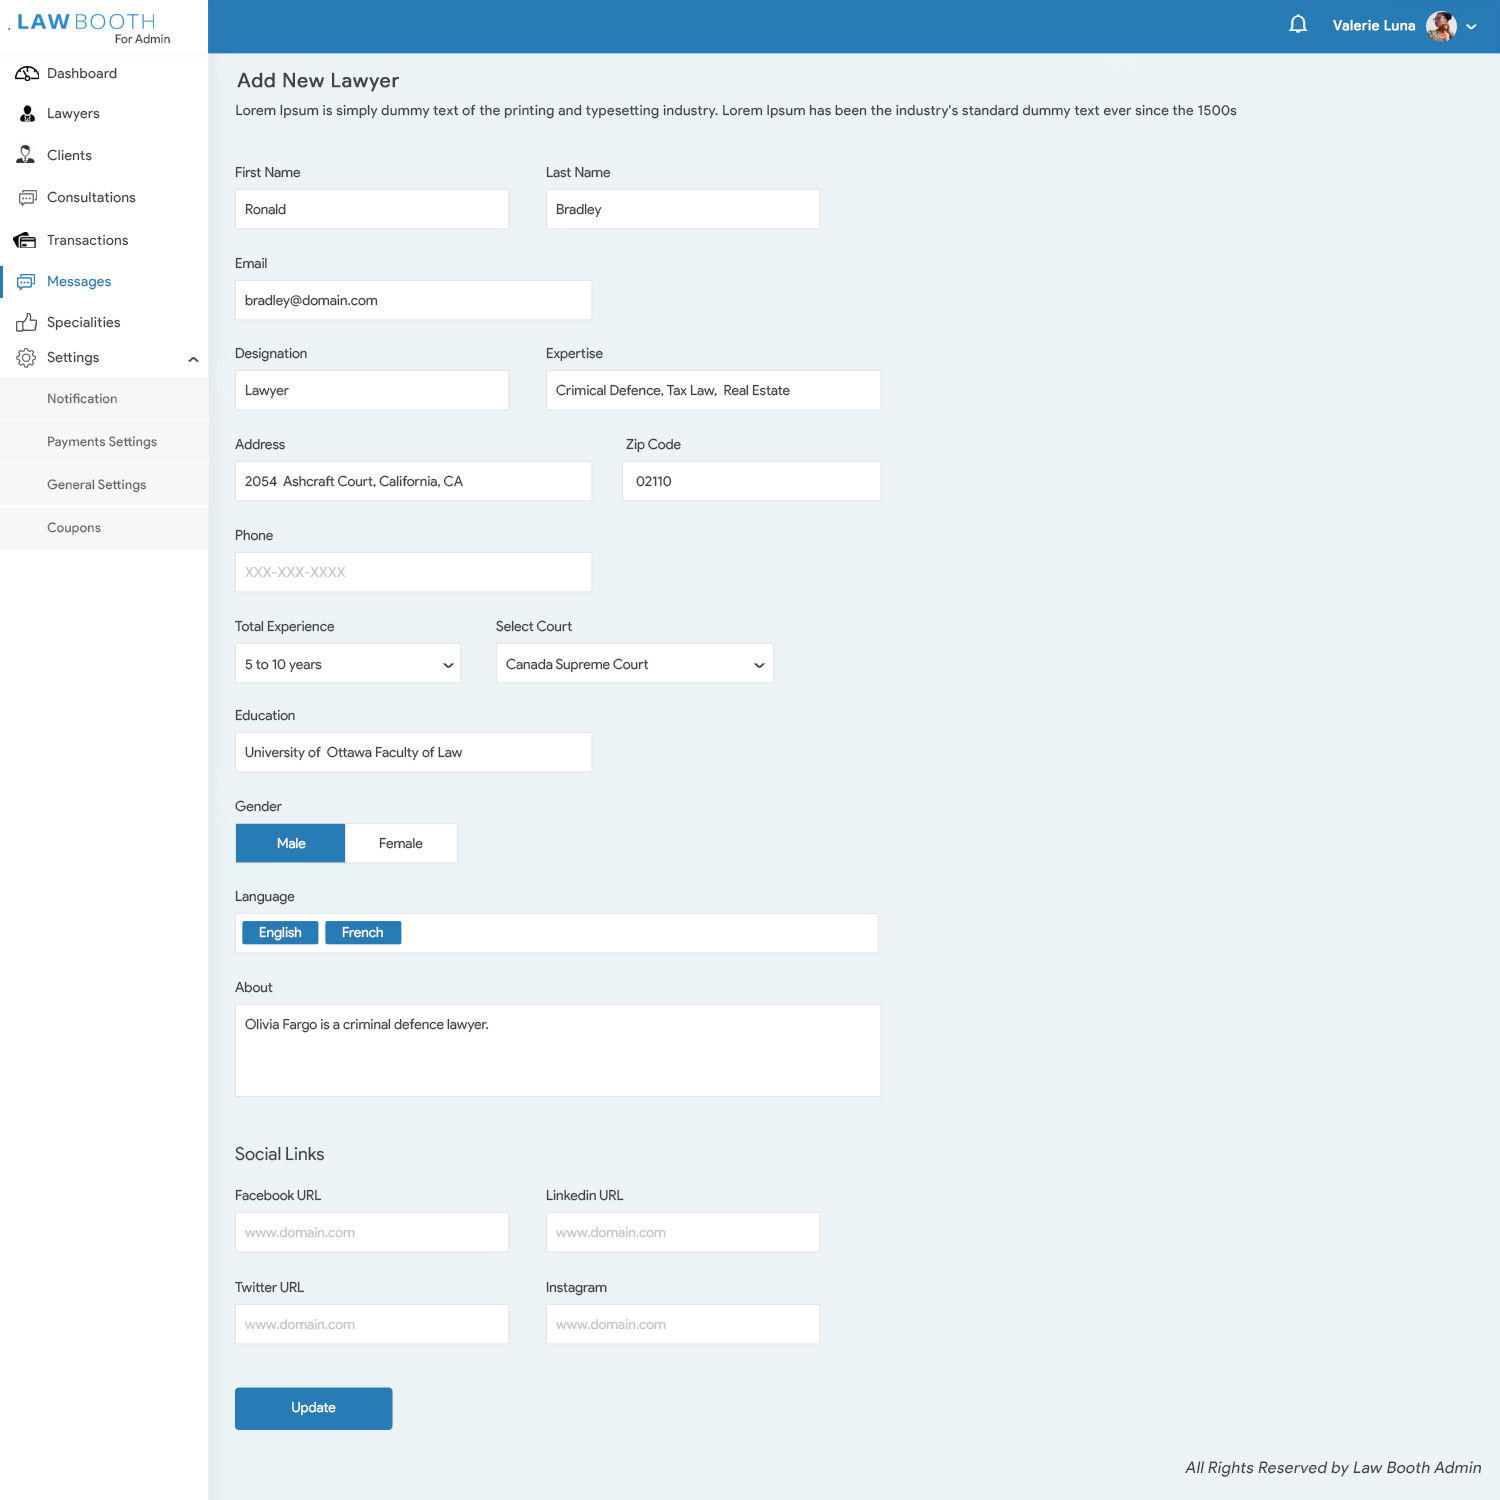 LAWBOOTH
For Admin
Valerie Luna
Dashboard
Lawyers
Clients
Consultations
Transactions
Messages
Specialities
Settings
Notification
Payments Settings
General Settings
Coupons
Add New Lawyer
Lorem Ipsum is simply dummy text of the printing and typesetting industry. Lorem Ipsum has been the industry's standard dummy text ever since the 1500s
First Name
Last Name
Ronald
Bradley
Email
bradley@domain.com
Designation
Expertise
Lawyer
Crimical Defence, Tax Law, Real Estate
Address
Zip Code
2054 Ashcraft Court, California, CA
02110
Phone
XXX-XXX-XXXX
Total Experience
Select Court
5 to 10 years
Canada Supreme Court
Education
University of Ottawa Faculty of Law
Gender
Male
Female
Language
English
French
About
Olivia Fargo is a criminal defence lawyer.
Social Links
Facebook URL
Linkedin URL
www.domain.com
www.domain.com
Twitter URL
Instagram
www.domain.com
www.domain.com
Update
All Rights Reserved by Law Booth Admin